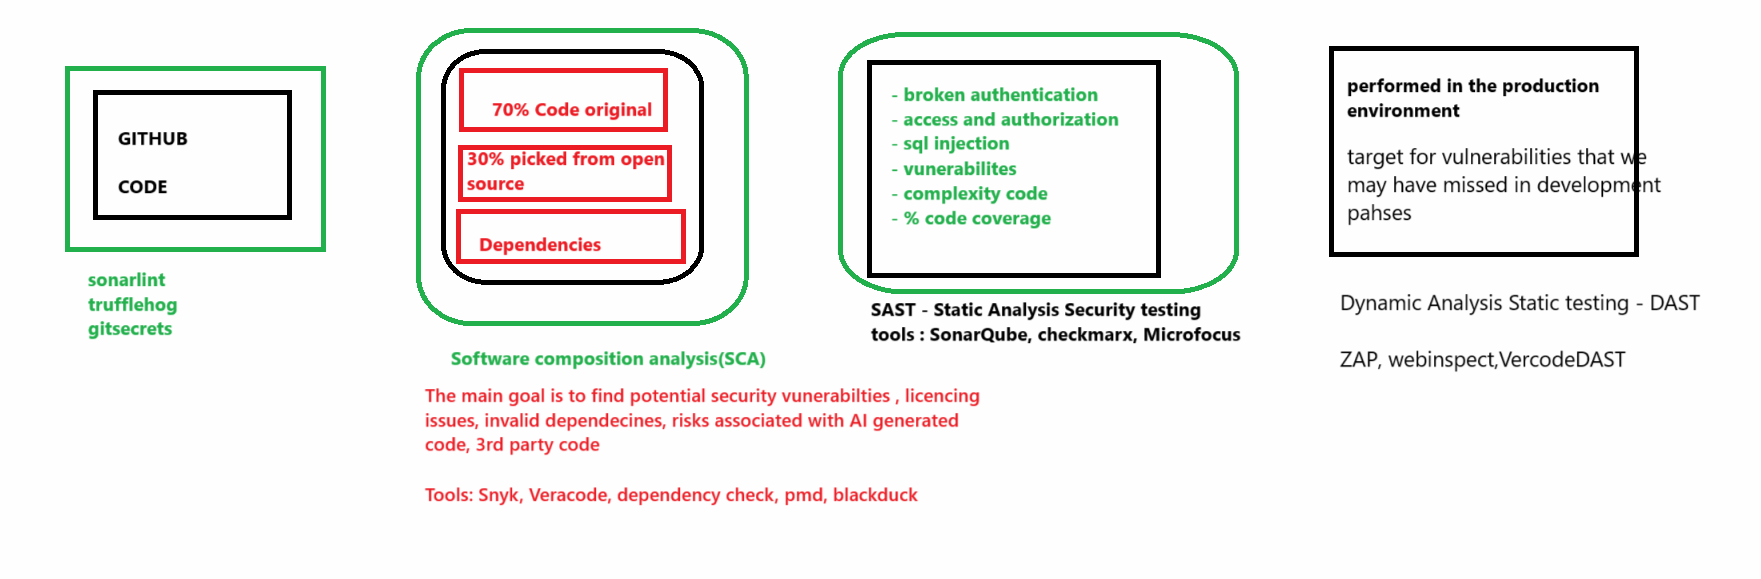 GITHUB
CODE
sonarlint
trufflehog
gitsecrets
70% Code original
30% picked from open
source
Dependencies
Software composition analysis(SCA)
The main goal is to find potential security vunerabilties , licencing
issues, invalid dependecines, risks associated with AI generated
code, 3rd party code
Tools: Snyk, Veracode, dependency check, pmd, blackduck
- broken authentication
- access and authorization
- sql injection
- vunerabilites
- complexity code
- % code coverage
SAST - Static Analysis Security testing
tools : SonarQube, checkmarx, Microfocus
performed in the production
environment
target for vulnerabilities that we
may have missed in development
pahses
Dynamic Analysis Static testing - DAST
ZAP, webinspect,VercodeDAST